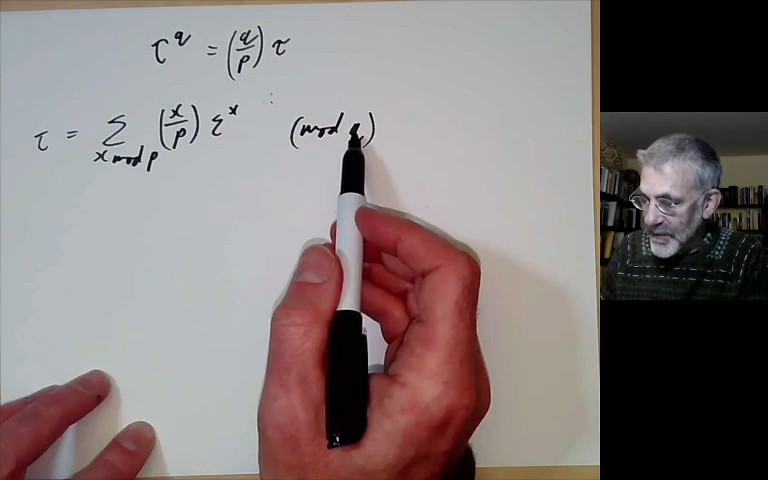 τ^q = (q/p) τ
τ = Σ_{x mod p} (x/p) ζ^x (mod q)